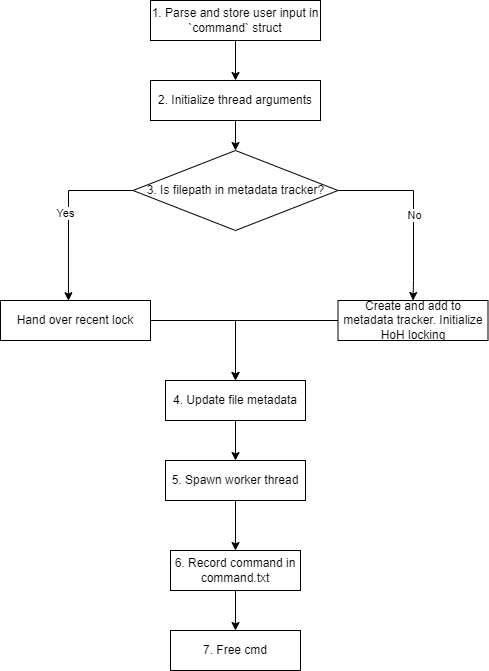 1. Parse and store user input in
`command` struct
2. Initialize thread arguments
3. Is filepath in metadata tracker?
Yes
No
Hand over recent lock
Create and add to
metadata tracker. Initialize
HoH locking
4. Update file metadata
5. Spawn worker thread
6. Record command in
command.txt
7. Free cmd